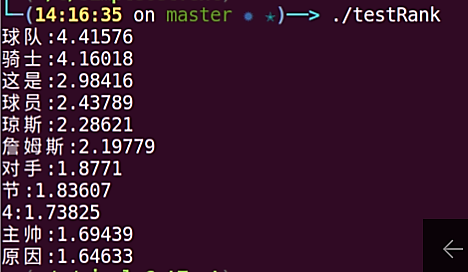 (14:16:35 on master ● ✭)——> ./testRank
球队:4.41576
骑士:4.16018
这是:2.98416
球员:2.43789
琼斯:2.28621
詹姆斯:2.19779
对手:1.8771
节:1.83607
4:1.73825
主帅:1.69439
原因:1.64633